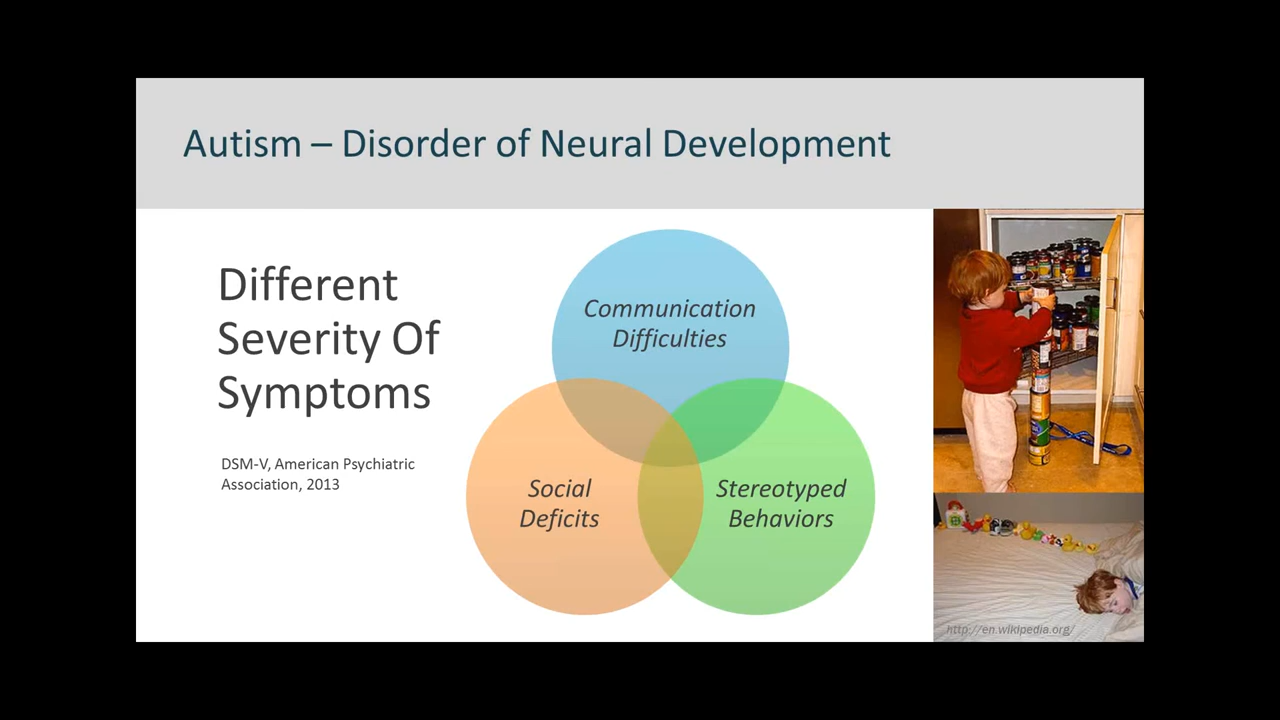 Autism – Disorder of Neural Development
Different
Severity Of
Symptoms
DSM-V, American Psychiatric
Association, 2013
Communication
Difficulties
Social
Deficits
Stereotyped
Behaviors
http://en.wikipedia.org/